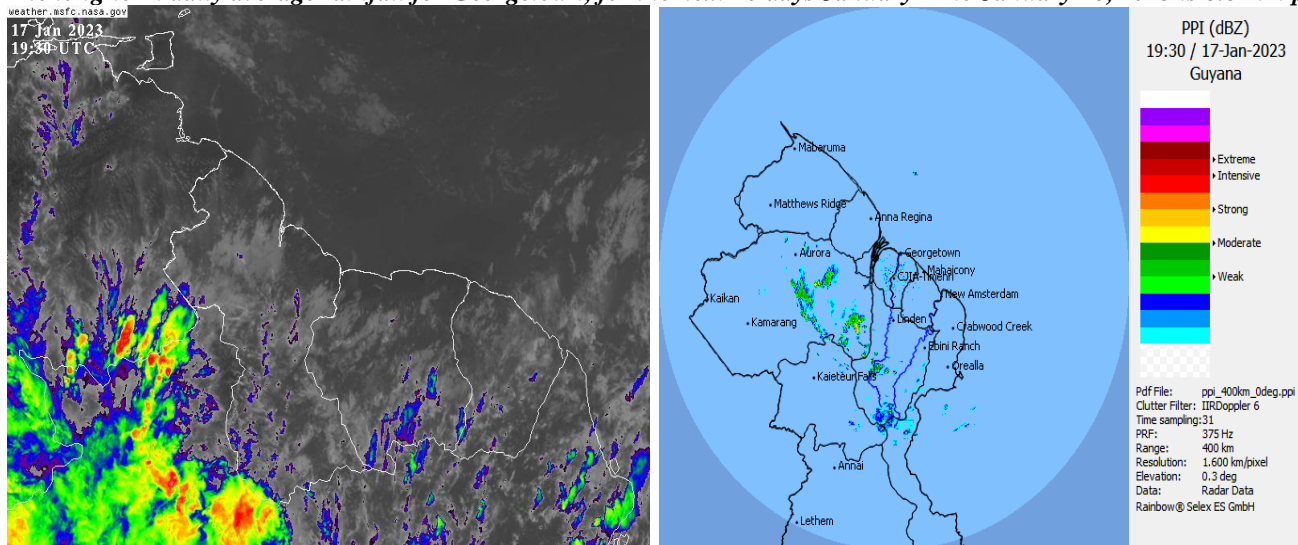 weather.msfc.nasa.gov
17 Jan 2023
19:30 UTC
Mabaruma
Matthews Ridge
Anna Regina
Aurora
Georgetown
Mahaicony
Kaikan
New Amsterdam
Kamarang
Linden
Crabwood Creek
Ebini Ranch
Orealla
Kaieteur Falls
Annai
Lethem
PPI (dBZ)
19:30 / 17-Jan-2023
Guyana
Extreme
Intensive
Strong
Moderate
Weak
Pdf File: ppi_400km_0deg.ppi
Clutter Filter: IIRDoppler 6
Time sampling:31
PRF: 375 Hz
Range: 400 km
Resolution: 1.600 km/pixel
Elevation: 0.3 deg
Data: Radar Data
Rainbow® Selex ES GmbH